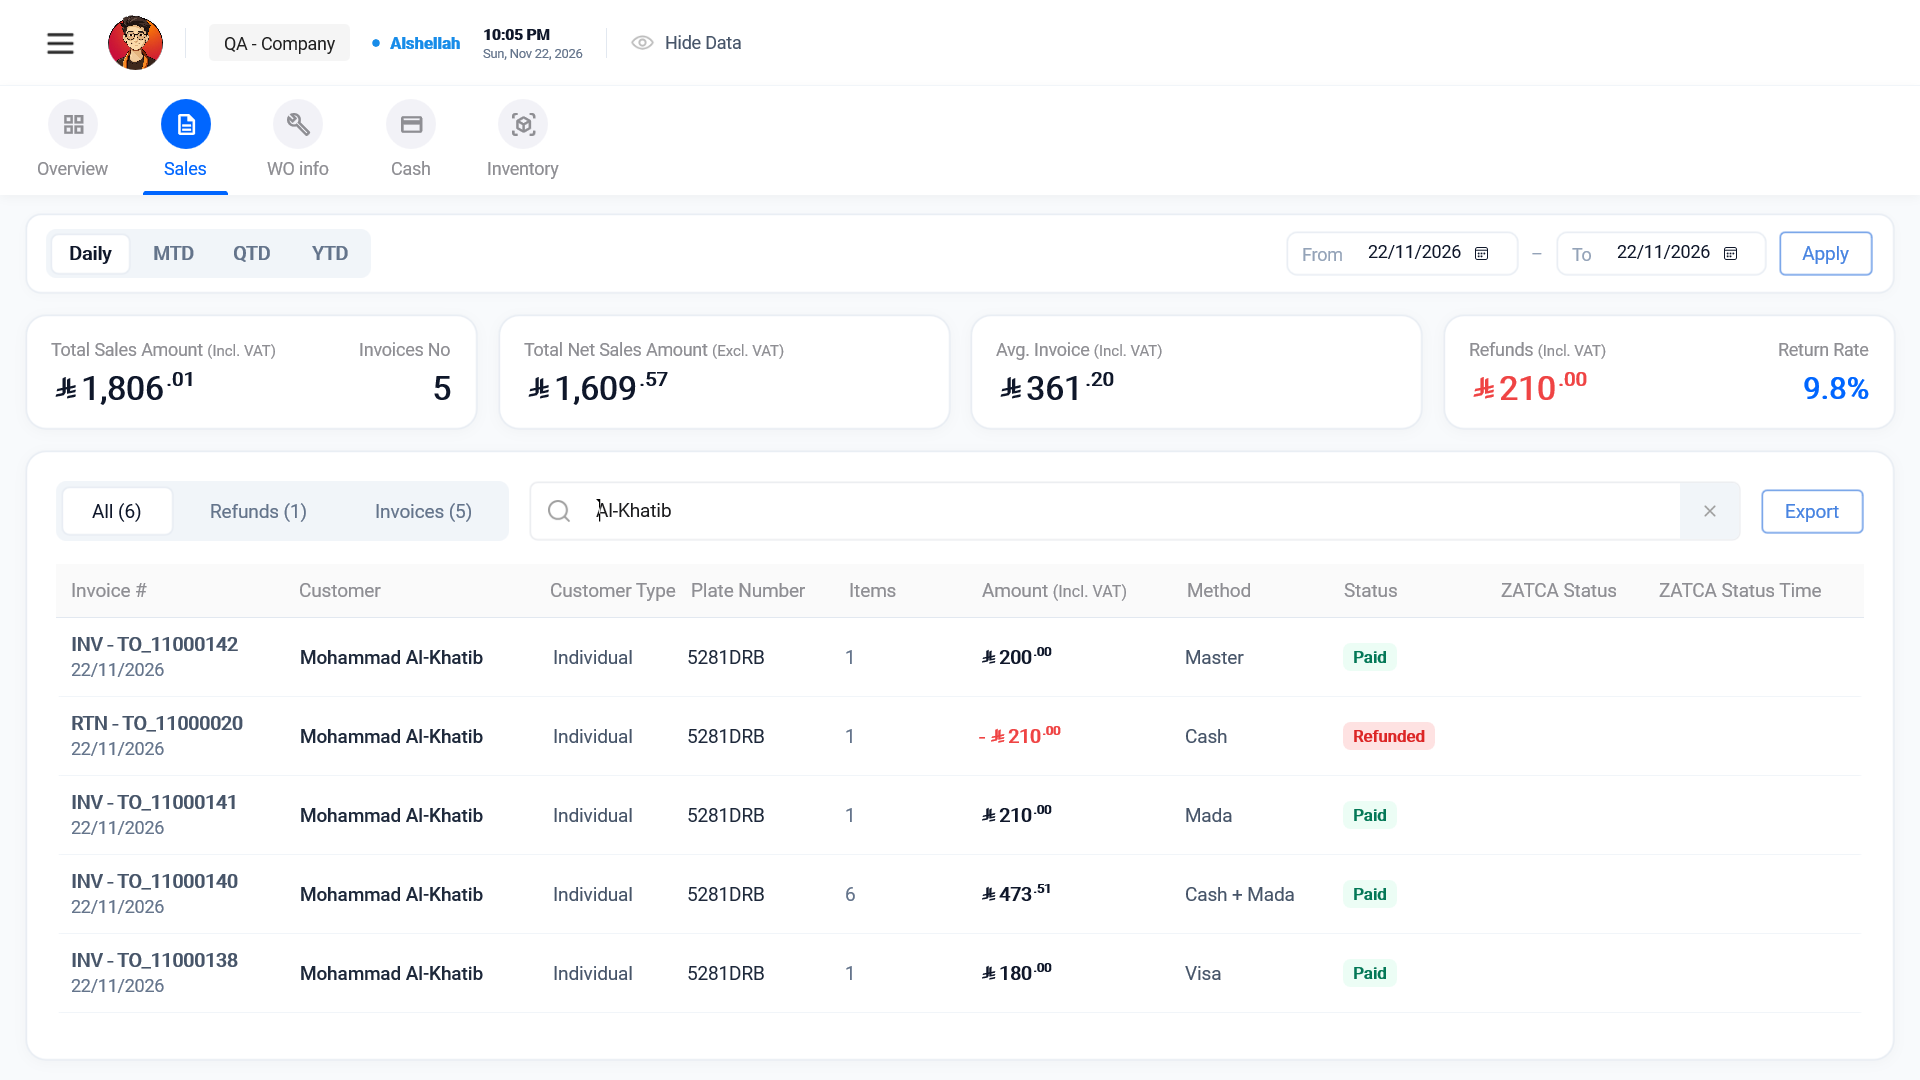 QA - Company
Alshellah
10:05 PM
Sun, Nov 22, 2026
Hide Data
Overview
Sales
WO info
Cash
Inventory
Daily MTD QTD YTD
From 22/11/2026 – To 22/11/2026 Apply
Total Sales Amount (Incl. VAT) Invoices No
1,806.01 5
Total Net Sales Amount (Excl. VAT)
1,609.57
Avg. Invoice (Incl. VAT)
361.20
Refunds (Incl. VAT) Return Rate
210.00 9.8%
All (6) Refunds (1) Invoices (5)
Al-Khatib
Export
Invoice # Customer Customer Type Plate Number Items Amount (Incl. VAT) Method Status ZATCA Status ZATCA Status Time
INV - TO_11000142
22/11/2026
Mohammad Al-Khatib Individual 5281DRB 1 200.00 Master Paid
RTN - TO_11000020
22/11/2026
Mohammad Al-Khatib Individual 5281DRB 1 - 210.00 Cash Refunded
INV - TO_11000141
22/11/2026
Mohammad Al-Khatib Individual 5281DRB 1 210.00 Mada Paid
INV - TO_11000140
22/11/2026
Mohammad Al-Khatib Individual 5281DRB 6 473.51 Cash + Mada Paid
INV - TO_11000138
22/11/2026
Mohammad Al-Khatib Individual 5281DRB 1 180.00 Visa Paid